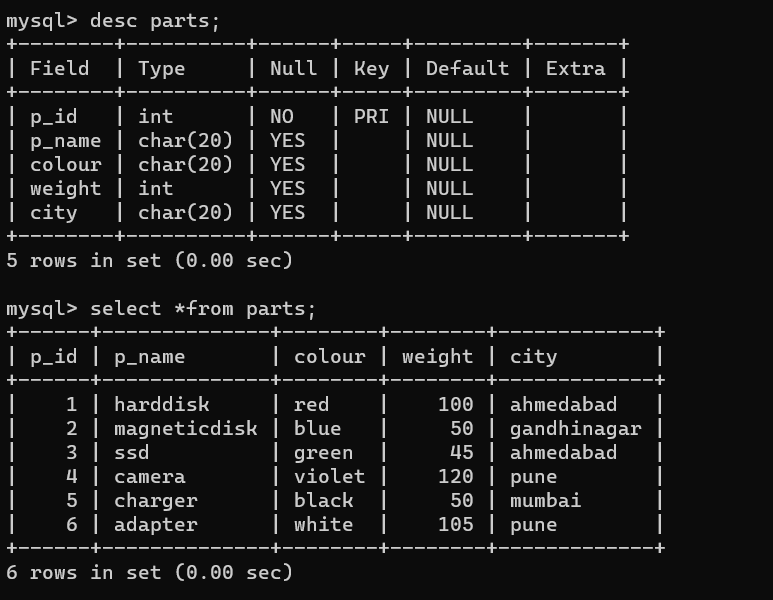 mysql> desc parts;
+--------+----------+------+-----+---------+-------+
| Field  | Type     | Null | Key | Default | Extra |
+--------+----------+------+-----+---------+-------+
| p_id   | int      | NO   | PRI | NULL    |       |
| p_name | char(20) | YES  |     | NULL    |       |
| colour | char(20) | YES  |     | NULL    |       |
| weight | int      | YES  |     | NULL    |       |
| city   | char(20) | YES  |     | NULL    |       |
+--------+----------+------+-----+---------+-------+
5 rows in set (0.00 sec)

mysql> select *from parts;
+------+--------------+--------+--------+-------------+
| p_id | p_name       | colour | weight | city        |
+------+--------------+--------+--------+-------------+
|    1 | harddisk     | red    |    100 | ahmedabad   |
|    2 | magneticdisk | blue   |     50 | gandhinagar |
|    3 | ssd          | green  |     45 | ahmedabad   |
|    4 | camera       | violet |    120 | pune        |
|    5 | charger      | black  |     50 | mumbai      |
|    6 | adapter      | white  |    105 | pune        |
+------+--------------+--------+--------+-------------+
6 rows in set (0.00 sec)